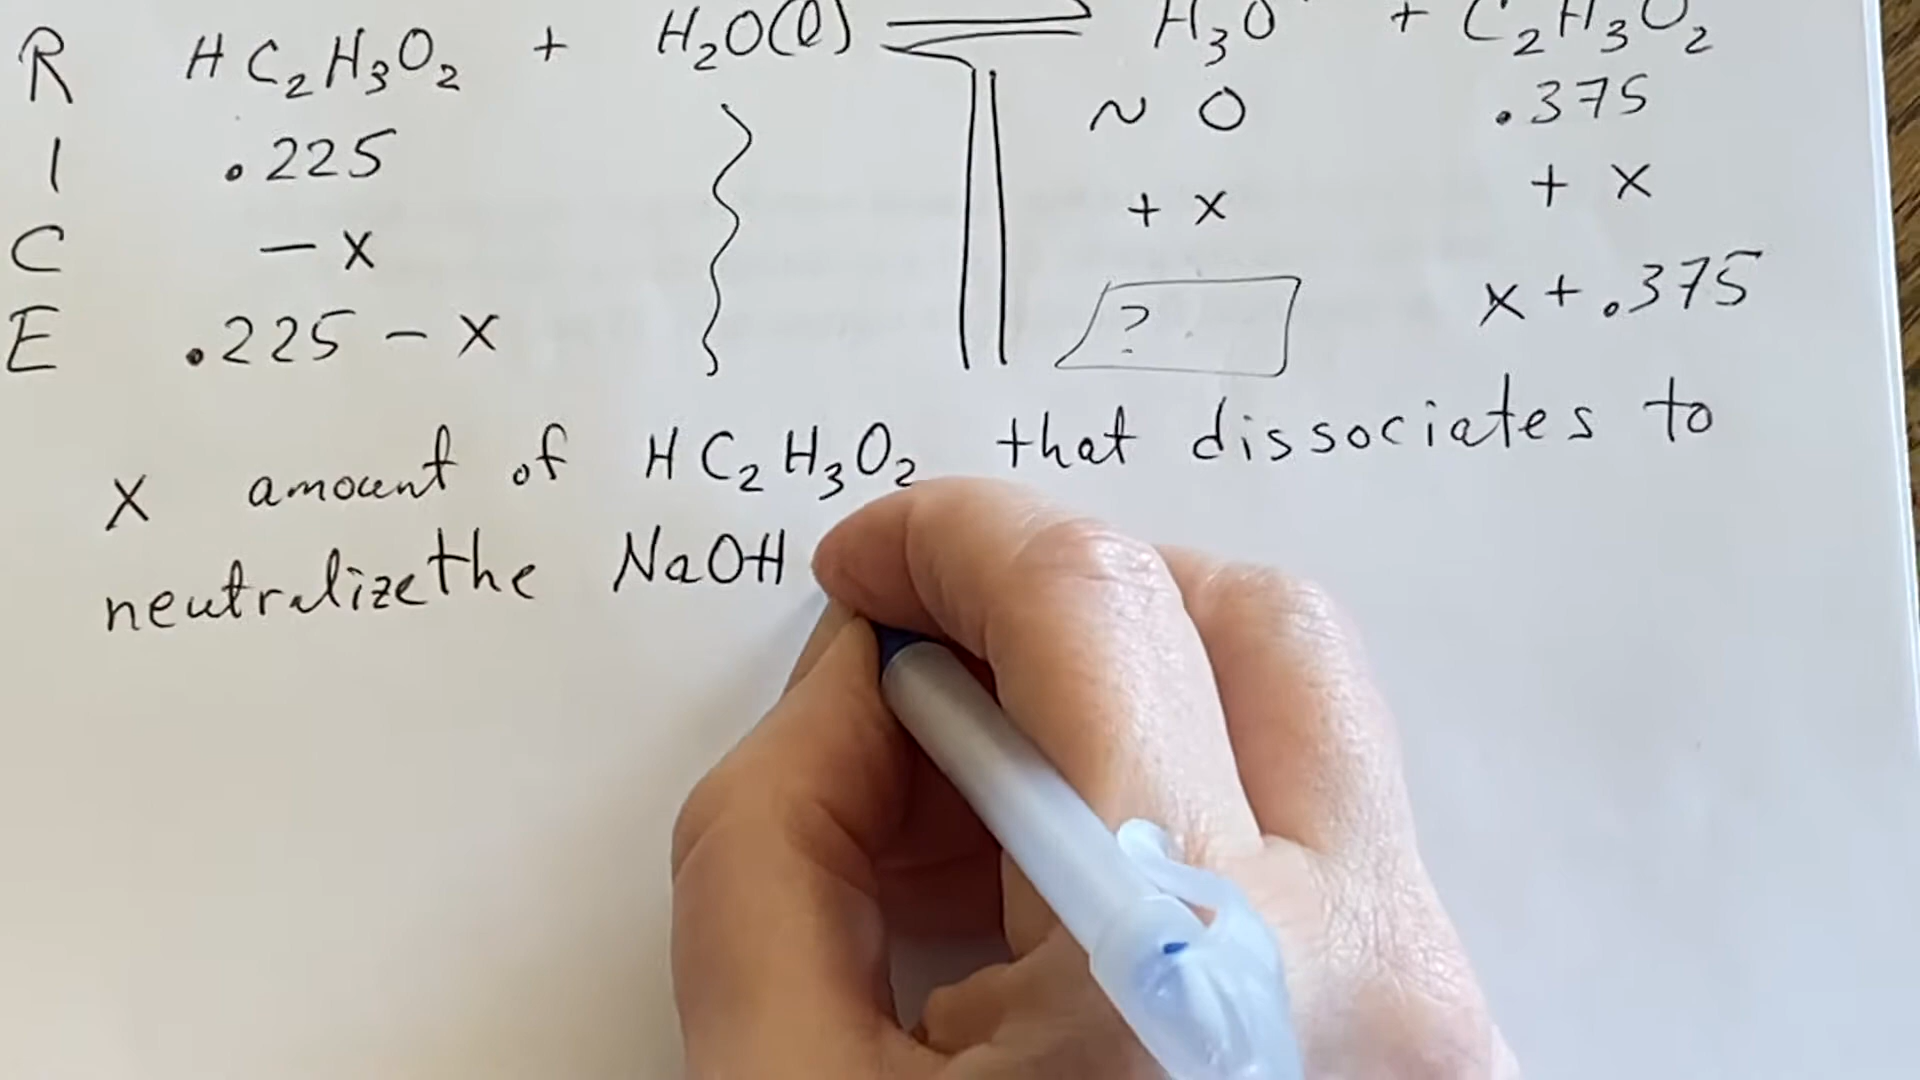 R HC₂H₃O₂ + H₂O(l) ⇌ H₃O⁺ + C₂H₃O₂
I .225 ~ 0 .375
C - x + x + x
E .225 - x ? x + .375
X amount of HC₂H₃O₂ that dissociates to
neutralize the NaOH